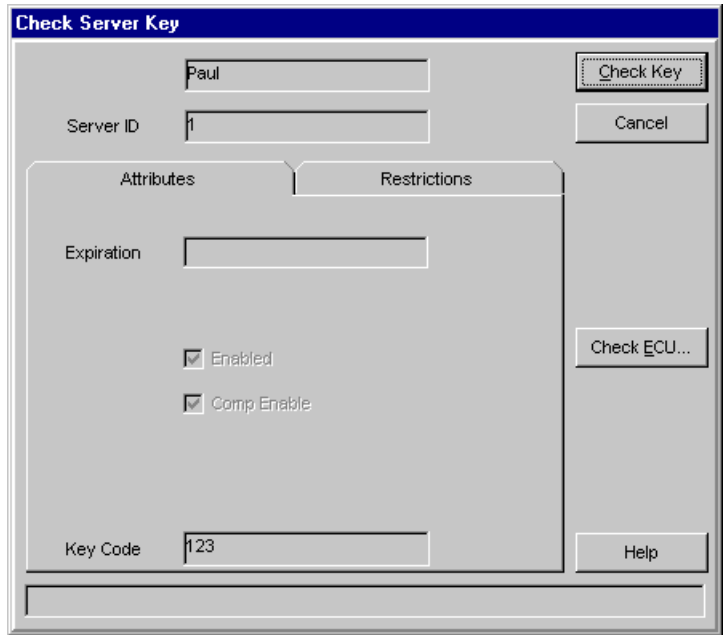 Check Server Key
Paul
Check Key
Server ID
1
Cancel
Attributes
Restrictions
Expiration
Check ECU...
Enabled
Comp Enable
Key Code
123
Help